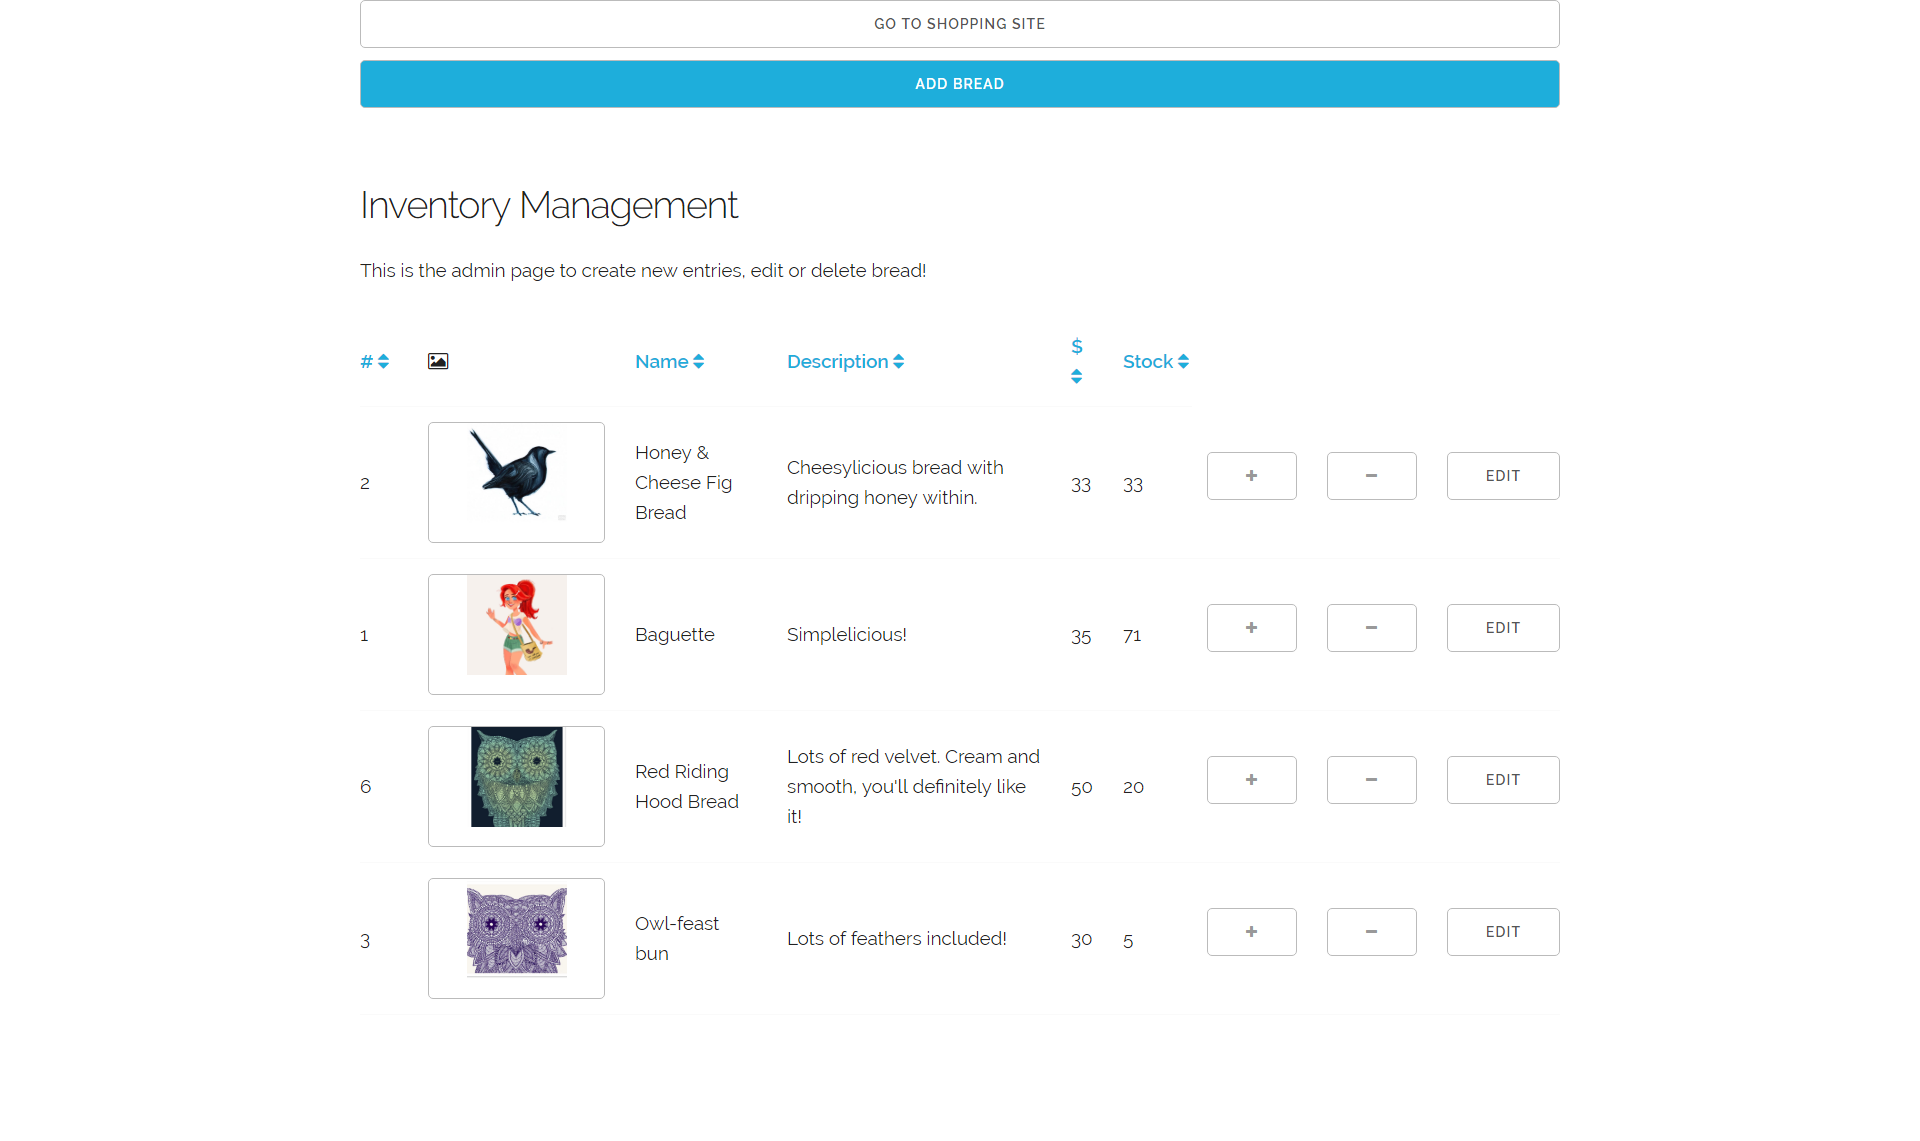 GO TO SHOPPING SITE
ADD BREAD
Inventory Management
This is the admin page to create new entries, edit or delete bread!
#
Name
Description
$
Stock
2
Honey &
Cheese Fig
Bread
Cheesylicious bread with
dripping honey within.
33
33
+
−
EDIT
1
Baguette
Simplelicious!
35
71
+
−
EDIT
6
Red Riding
Hood Bread
Lots of red velvet. Cream and
smooth, you'll definitely like
it!
50
20
+
−
EDIT
3
Owl-feast
bun
Lots of feathers included!
30
5
+
−
EDIT